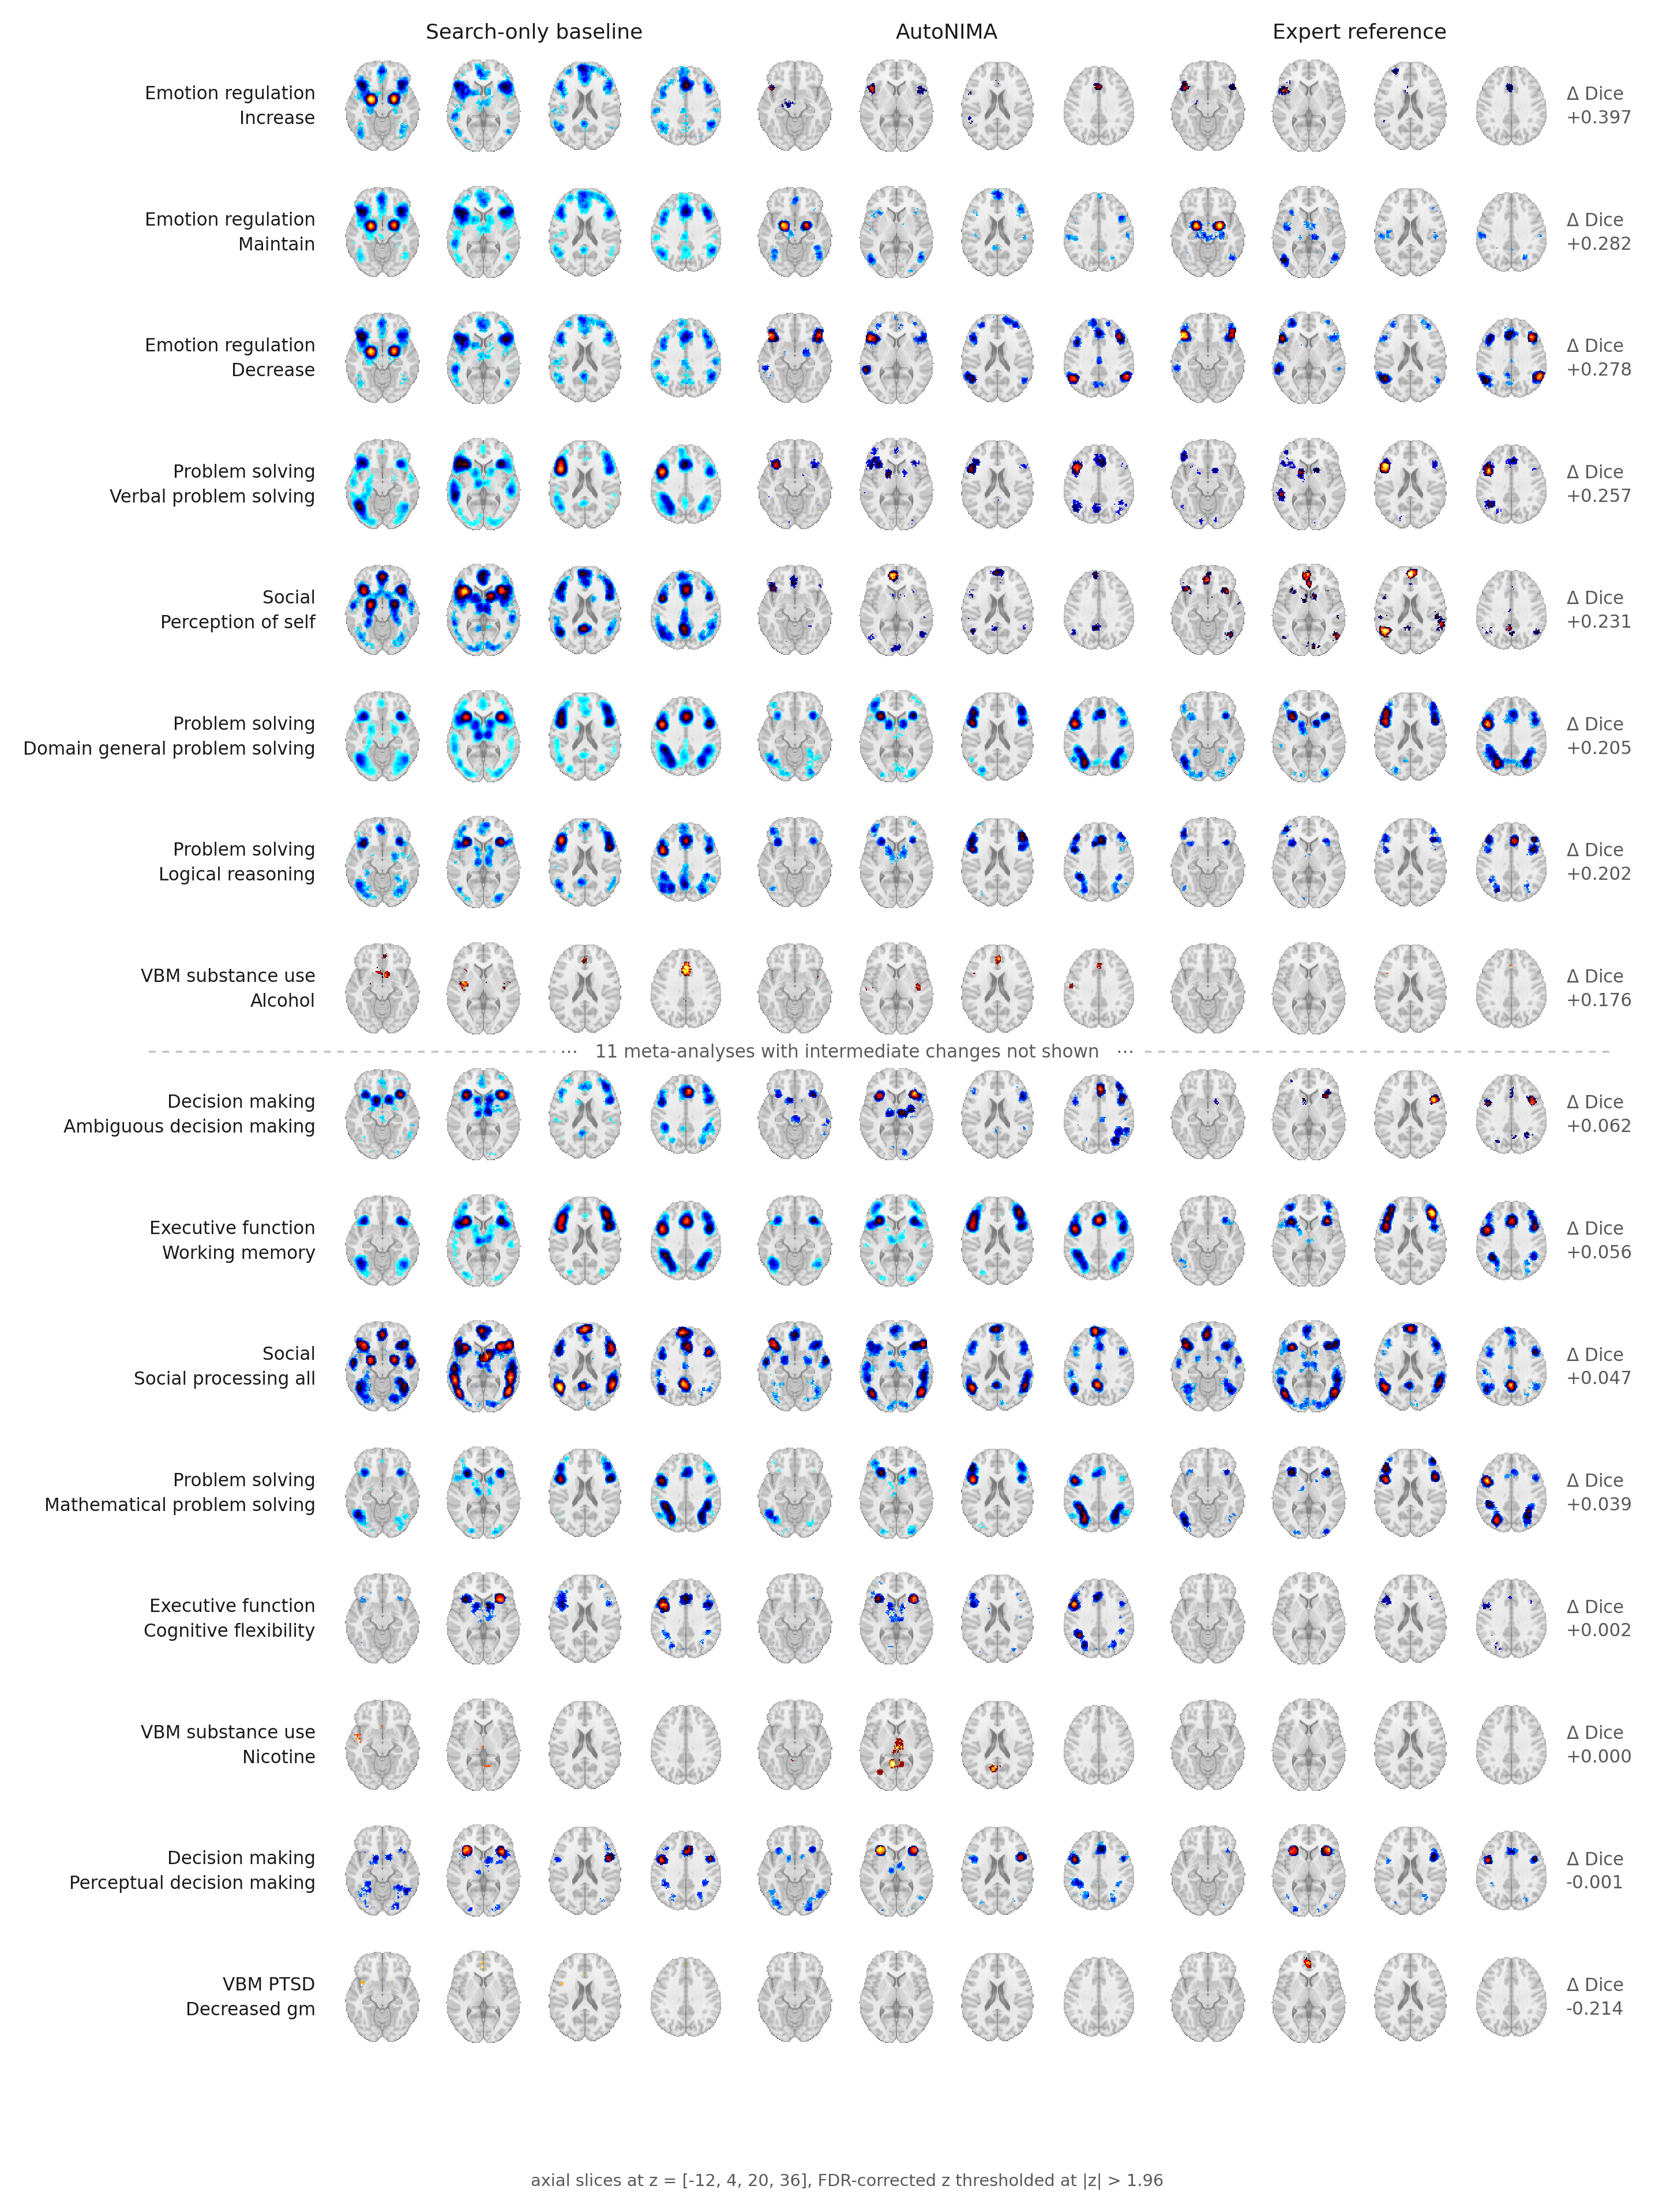 Search-only baseline AutoNIMA Expert reference
Emotion regulation
Increase
Δ Dice
+0.397
Emotion regulation
Maintain
Δ Dice
+0.282
Emotion regulation
Decrease
Δ Dice
+0.278
Problem solving
Verbal problem solving
Δ Dice
+0.257
Social
Perception of self
Δ Dice
+0.231
Problem solving
Domain general problem solving
Δ Dice
+0.205
Problem solving
Logical reasoning
Δ Dice
+0.202
VBM substance use
Alcohol
Δ Dice
+0.176
··· 11 meta-analyses with intermediate changes not shown ···
Decision making
Ambiguous decision making
Δ Dice
+0.062
Executive function
Working memory
Δ Dice
+0.056
Social
Social processing all
Δ Dice
+0.047
Problem solving
Mathematical problem solving
Δ Dice
+0.039
Executive function
Cognitive flexibility
Δ Dice
+0.002
VBM substance use
Nicotine
Δ Dice
+0.000
Decision making
Perceptual decision making
Δ Dice
-0.001
VBM PTSD
Decreased gm
Δ Dice
-0.214
axial slices at z = [-12, 4, 20, 36], FDR-corrected z thresholded at |z| > 1.96